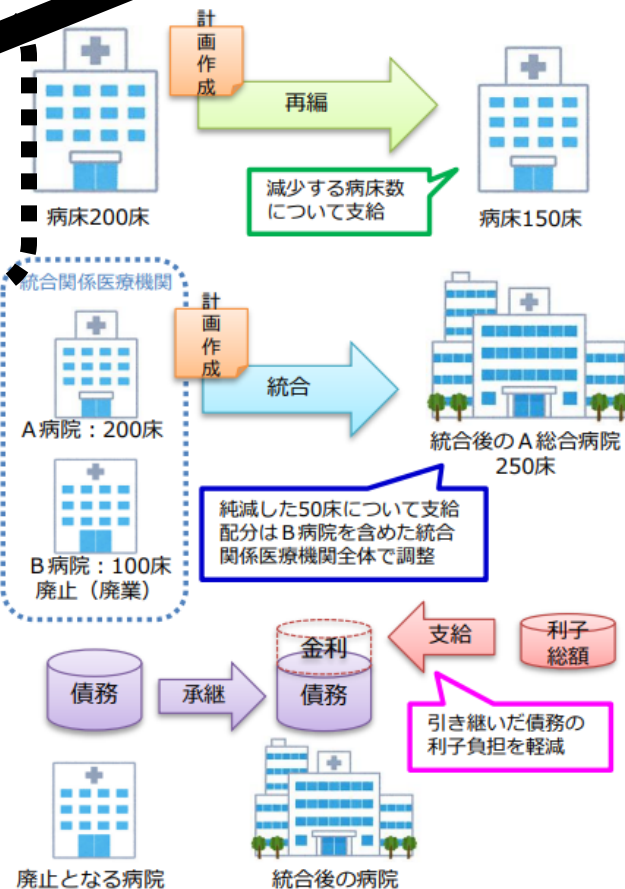 計画作成
再編
減少する病床数
について支給
病床200床
病床150床
統合関係医療機関
計画作成
統合
A病院：200床
B病院：100床
廃止（廃業）
統合後のA総合病院
250床
純減した50床について支給
配分はB病院を含めた統合
関係医療機関全体で調整
金利
支給
利子
総額
債務
承継
債務
引き継いだ債務の
利子負担を軽減
廃止となる病院
統合後の病院